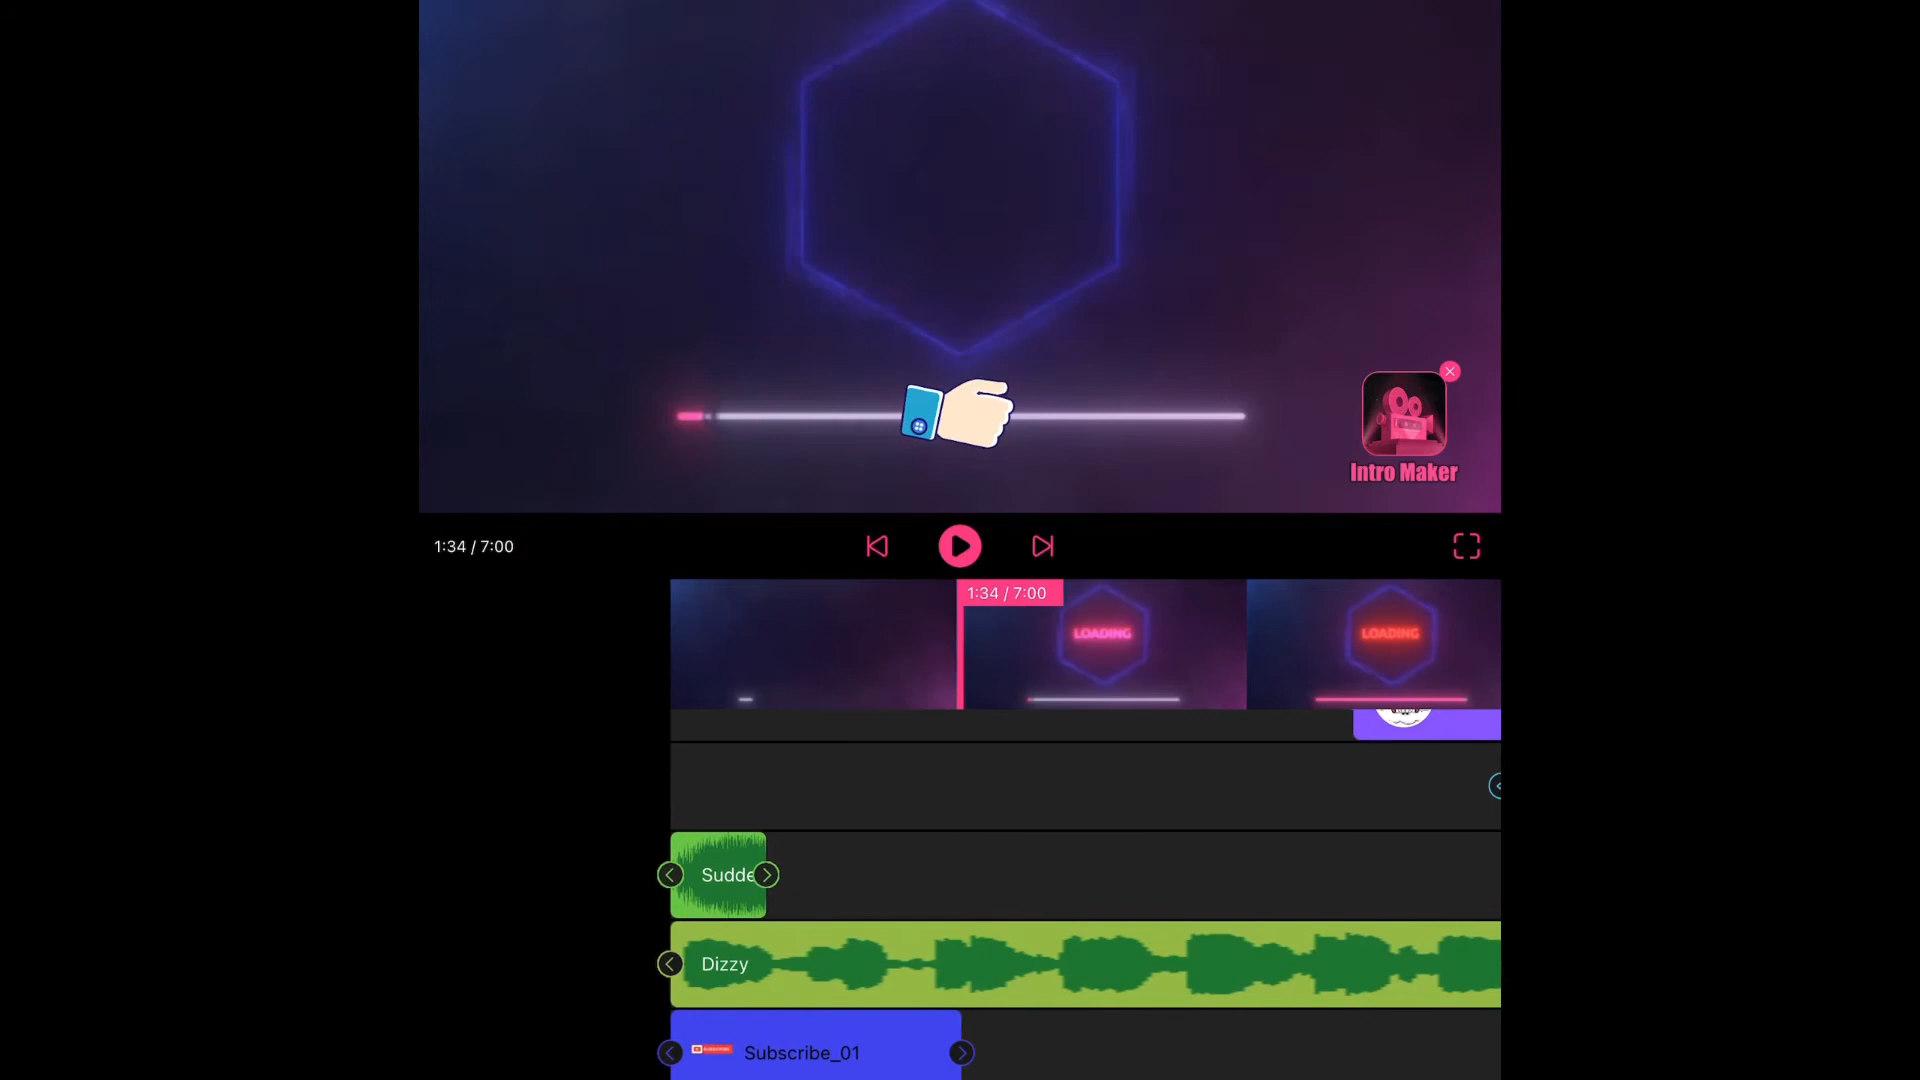 Intro Maker
1:34 / 7:00
1:34 / 7:00
LOADING
LOADING
Sudde
Dizzy
Subscribe_01